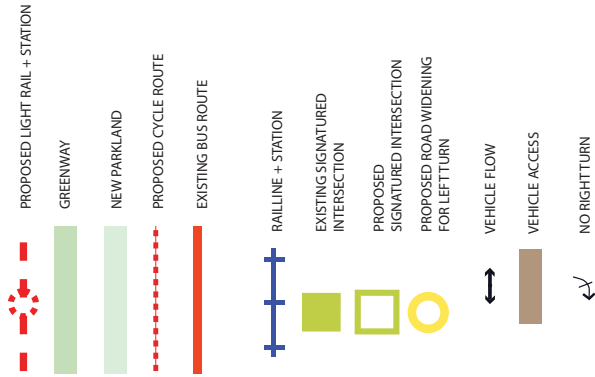 PROPOSED LIGHT RAIL + STATION
GREENWAY
NEW PARKLAND
PROPOSED CYCLE ROUTE
EXISTING BUS ROUTE
RAILLINE + STATION
EXISTING SIGNATURED
INTERSECTION
PROPOSED
SIGNATURED INTERSECTION
PROPOSED ROAD WIDENING
FOR LEFT TURN
VEHICLE FLOW
VEHICLE ACCESS
NO RIGHT TURN